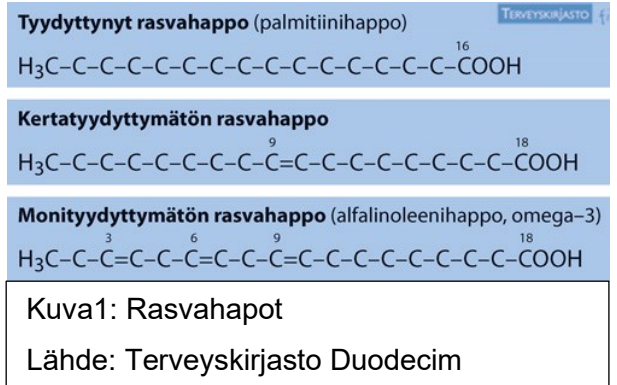 Tyydyttynyt rasvahappo (palmitiinihappo)
TERVEYSKIRJASTO
16
H₃C–C–C–C–C–C–C–C–C–C–C–C–C–C–C–COOH
Kertatyydyttymätön rasvahappo
9 18
H₃C–C–C–C–C–C–C–C–C=C–C–C–C–C–C–C–C–COOH
Monityydyttymätön rasvahappo (alfalinoleenihappo, omega–3)
3 6 9 18
H₃C–C–C=C–C–C=C–C–C=C–C–C–C–C–C–C–C–COOH
Kuva1: Rasvahapot
Lähde: Terveyskirjasto Duodecim